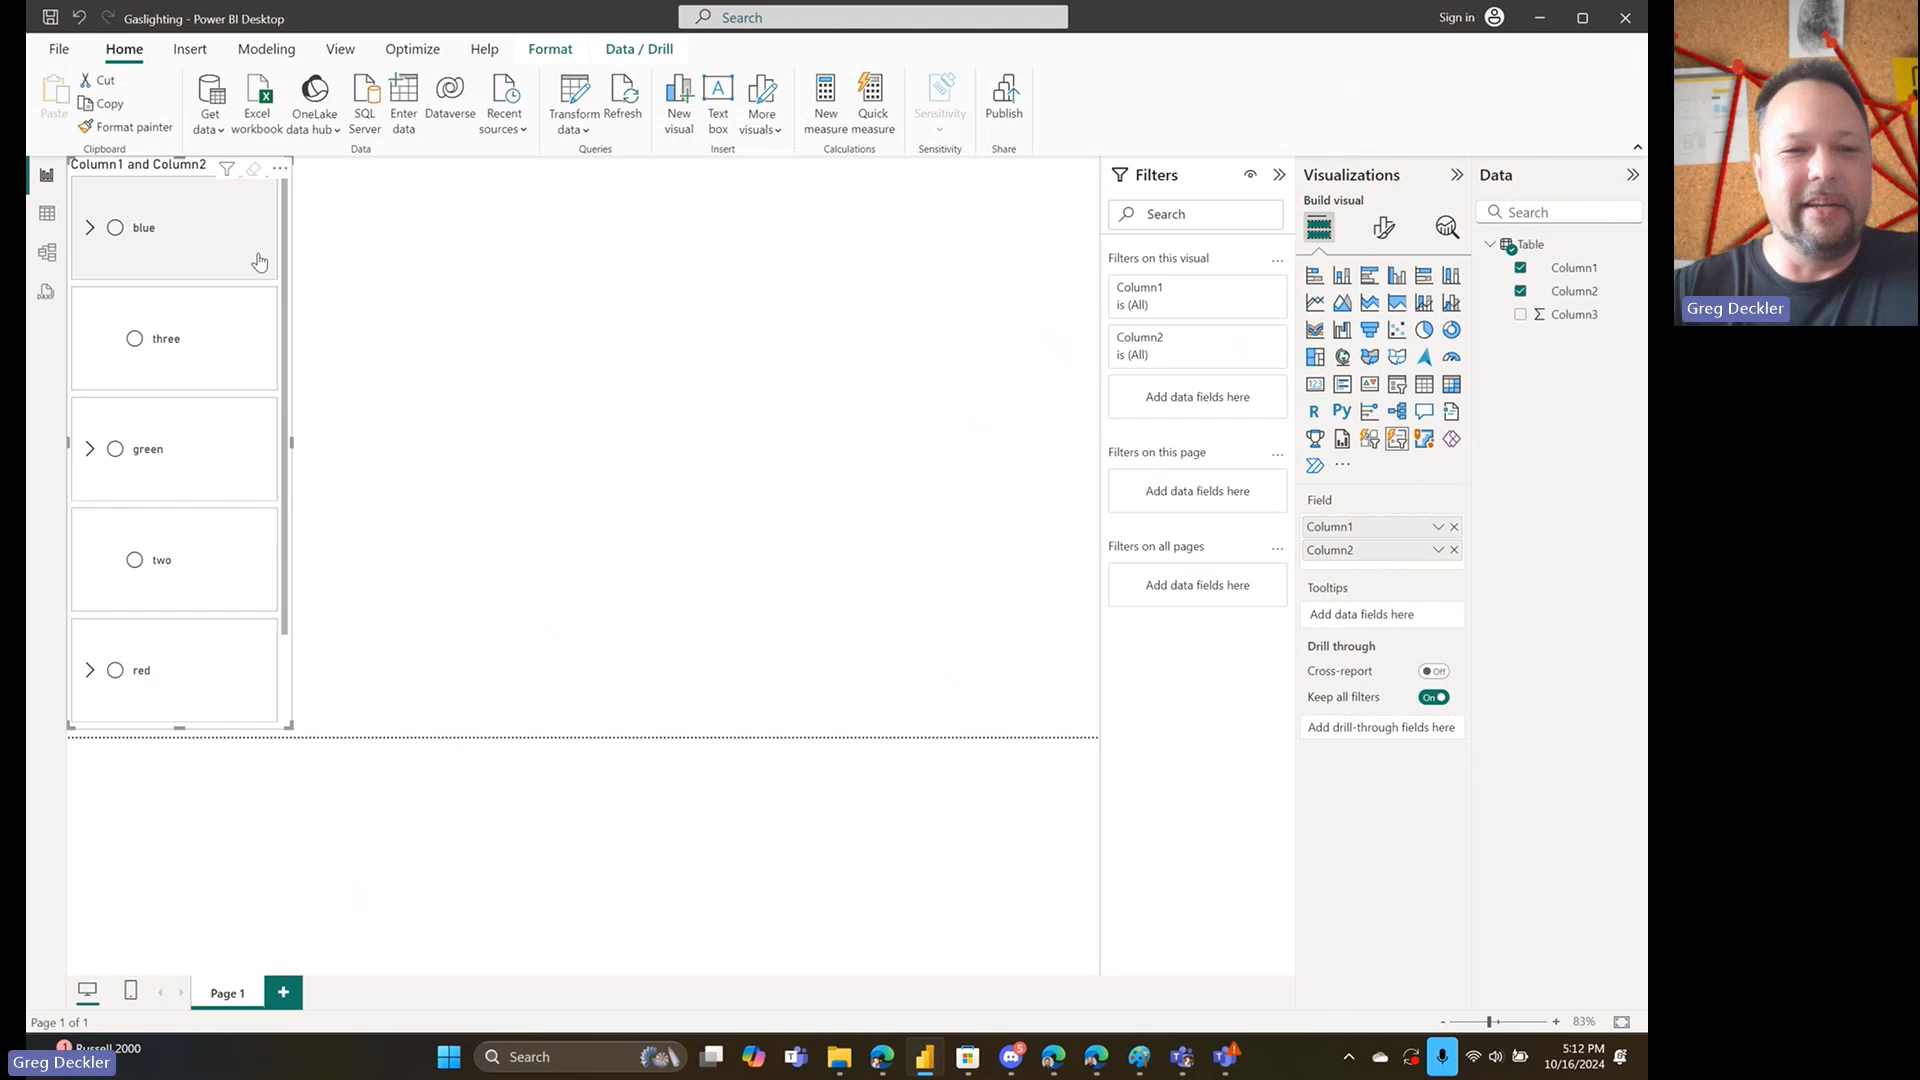 Gaslighting - Power BI Desktop
Search
Sign in
File
Home
Insert
Modeling
View
Optimize
Help
Format
Data / Drill
Paste
Cut
Copy
Format painter
Clipboard
Get data
Excel workbook
OneLake data hub
SQL Server
Enter data
Dataverse
Recent sources
Data
Transform data
Refresh
Queries
New visual
Text box
More visuals
Insert
New measure
Quick measure
Calculations
Sensitivity
Sensitivity
Publish
Share
Column1 and Column2
blue
three
green
two
red
Filters
Search
Filters on this visual
Column1
is (All)
Column2
is (All)
Add data fields here
Filters on this page
Add data fields here
Filters on all pages
Add data fields here
Visualizations
Build visual
123
R
Py
Field
Column1
Column2
Tooltips
Add data fields here
Drill through
Cross-report
Off
Keep all filters
On
Add drill-through fields here
Data
Search
Table
Column1
Column2
Column3
DAX
Page 1
Page 1 of 1
83%
Greg Deckler
1
Russell 2000
Greg Deckler
Search
5
5:12 PM
10/16/2024